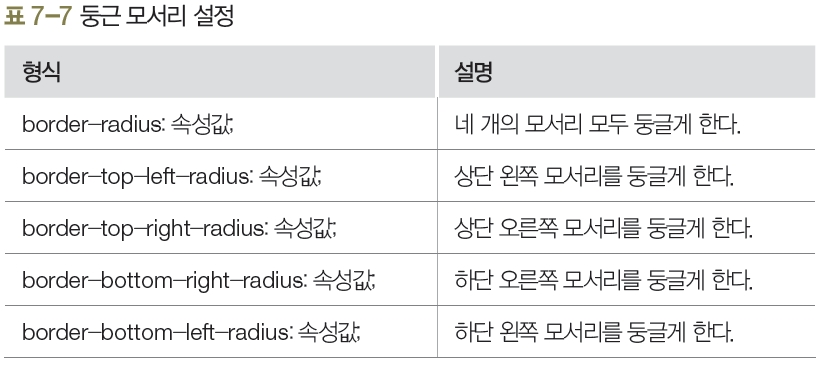 표 7-7 둥근 모서리 설정
형식 설명
border-radius: 속성값; 네 개의 모서리 모두 둥글게 한다.
border-top-left-radius: 속성값; 상단 왼쪽 모서리를 둥글게 한다.
border-top-right-radius: 속성값; 상단 오른쪽 모서리를 둥글게 한다.
border-bottom-right-radius: 속성값; 하단 오른쪽 모서리를 둥글게 한다.
border-bottom-left-radius: 속성값; 하단 왼쪽 모서리를 둥글게 한다.